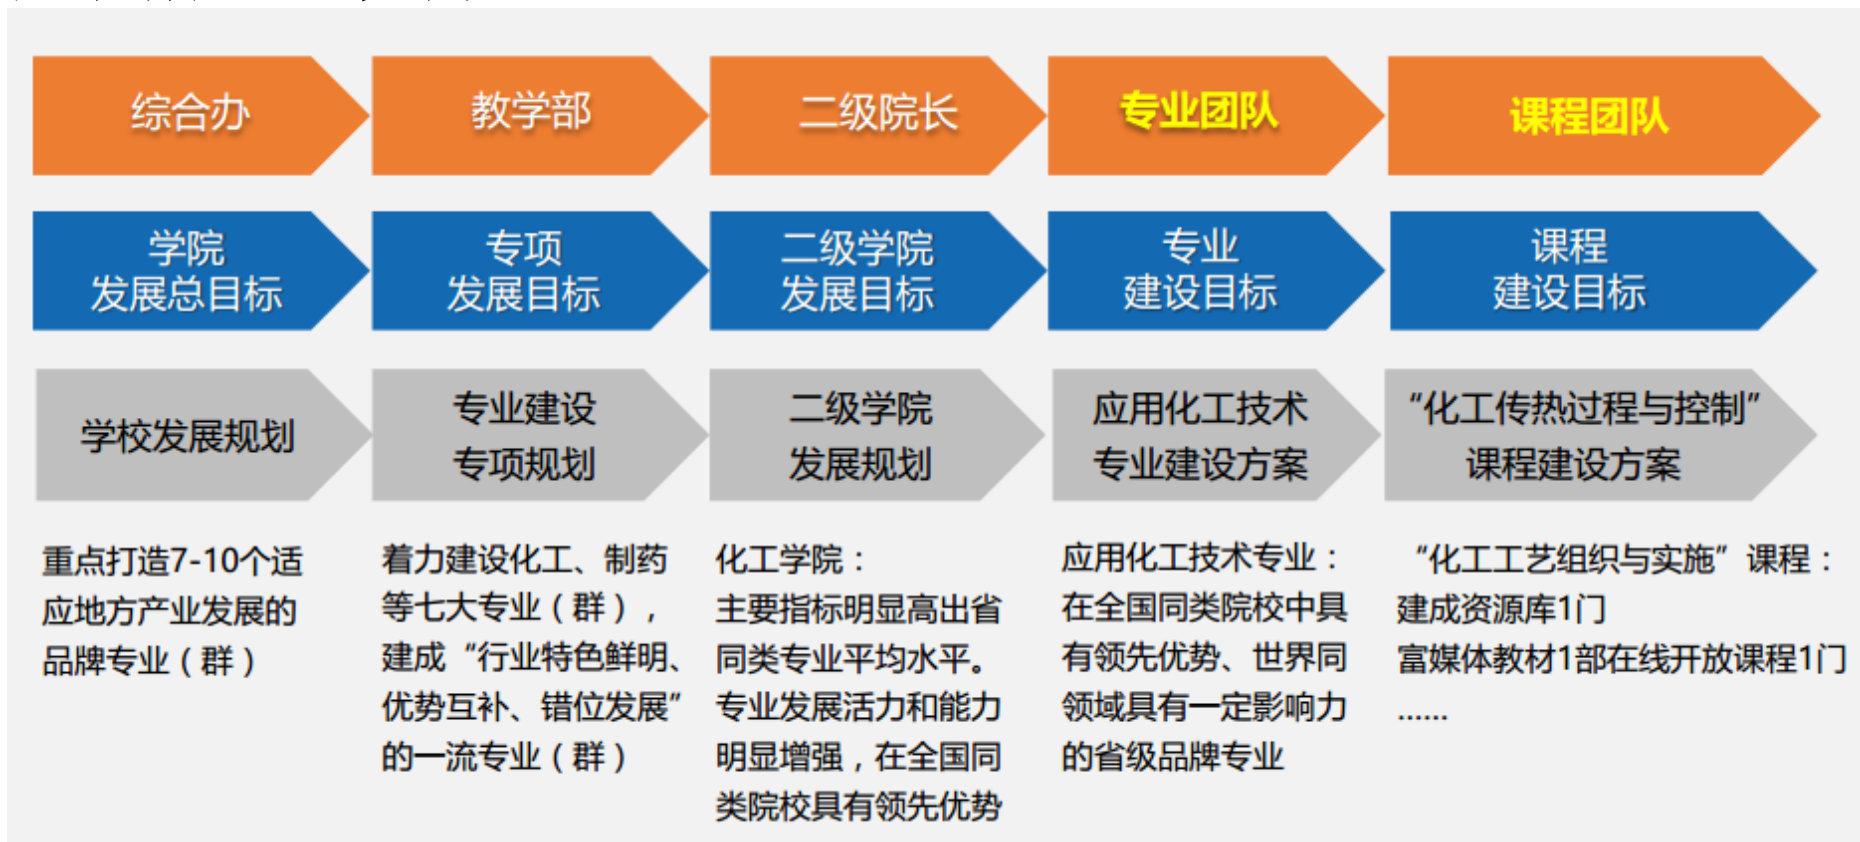 综合办
教学部
二级院长
专业团队
课程团队
学院
发展总目标
专项
发展目标
二级学院
发展目标
专业
建设目标
课程
建设目标
学校发展规划
专业建设
专项规划
二级学院
发展规划
应用化工技术
专业建设方案
“化工传热过程与控制”
课程建设方案
重点打造7-10个适
应地方产业发展的
品牌专业（群）
着力建设化工、制药
等七大专业（群），
建成“行业特色鲜明、
优势互补、错位发展”
的一流专业（群）
化工学院：
主要指标明显高出省
同类专业平均水平。
专业发展活力和能力
明显增强，在全国同
类院校具有领先优势
应用化工技术专业：
在全国同类院校中具
有领先优势、世界同
领域具有一定影响力
的省级品牌专业
“化工工艺组织与实施”课程：
建成资源库1门
富媒体教材1部在线开放课程1门
……